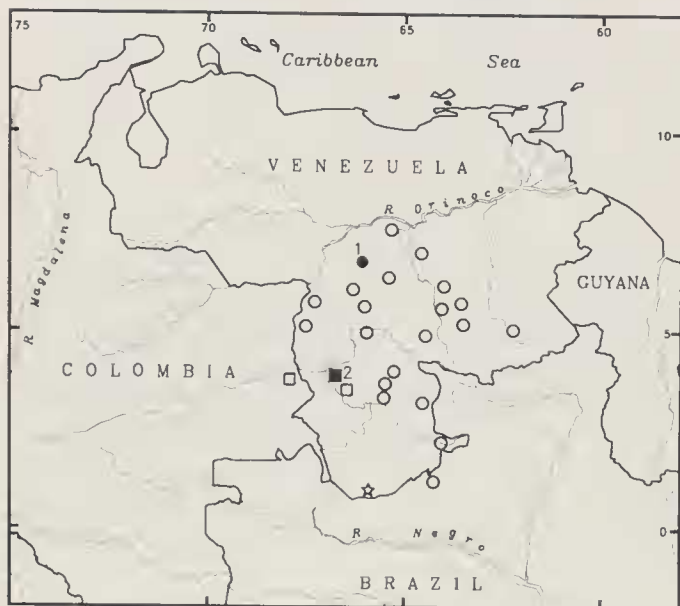 75 70 65 60
Caribbean Sea
10
VENEZUELA
R Orinoco
1
R Magdalena
GUYANA
5
COLOMBIA
2
0
R Negro
BRAZIL